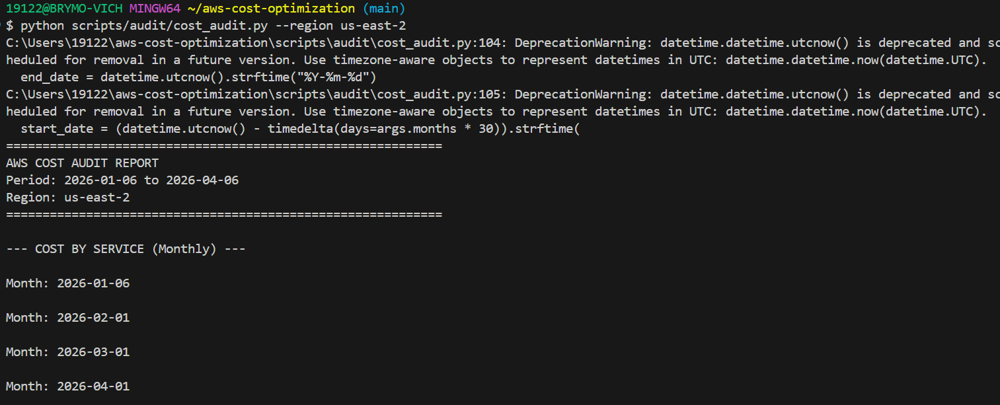 19122@BRYMO-VICH MINGW64 ~/aws-cost-optimization (main)
$ python scripts/audit/cost_audit.py --region us-east-2
C:\Users\19122\aws-cost-optimization\scripts\audit\cost_audit.py:104: DeprecationWarning: datetime.datetime.utcnow() is deprecated and sc
heduled for removal in a future version. Use timezone-aware objects to represent datetimes in UTC: datetime.datetime.now(datetime.UTC).
  end_date = datetime.utcnow().strftime("%Y-%m-%d")
C:\Users\19122\aws-cost-optimization\scripts\audit\cost_audit.py:105: DeprecationWarning: datetime.datetime.utcnow() is deprecated and sc
heduled for removal in a future version. Use timezone-aware objects to represent datetimes in UTC: datetime.datetime.now(datetime.UTC).
  start_date = (datetime.utcnow() - timedelta(days=args.months * 30)).strftime(
============================================================
AWS COST AUDIT REPORT
Period: 2026-01-06 to 2026-04-06
Region: us-east-2
============================================================
--- COST BY SERVICE (Monthly) ---
Month: 2026-01-06
Month: 2026-02-01
Month: 2026-03-01
Month: 2026-04-01